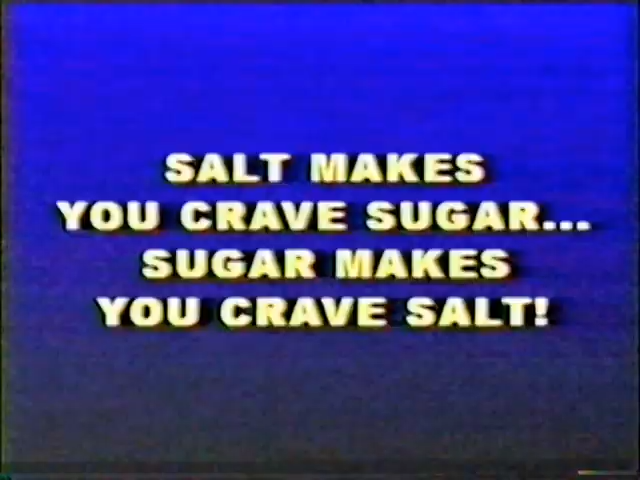 SALT MAKES
YOU CRAVE SUGAR...
SUGAR MAKES
YOU CRAVE SALT!